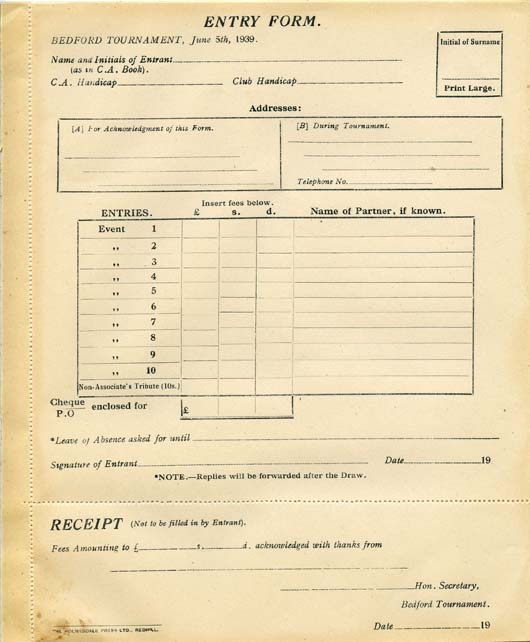 ENTRY FORM.
BEDFORD TOURNAMENT, June 5th, 1939.
Initial of Surname
Name and Initials of Entrant
(as in C.A. Book).
C.A. Handicap Club Handicap
Print Large.
Addresses:
[A] For Acknowledgment of this Form. [B] During Tournament.
Telephone No.
Insert fees below.
ENTRIES. £ s. d. Name of Partner, if known.
Event 1
,, 2
,, 3
,, 4
,, 5
,, 6
,, 7
,, 8
,, 9
,, 10
Non-Associate's Tribute (10s.)
Cheque
P.O enclosed for £
*Leave of Absence asked for until
Signature of Entrant Date 19
*NOTE.—Replies will be forwarded after the Draw.
RECEIPT (Not to be filled in by Entrant).
Fees Amounting to £ s. d. acknowledged with thanks from
Hon. Secretary,
Bedford Tournament.
PRESS LTD., REDHILL.
Date 19